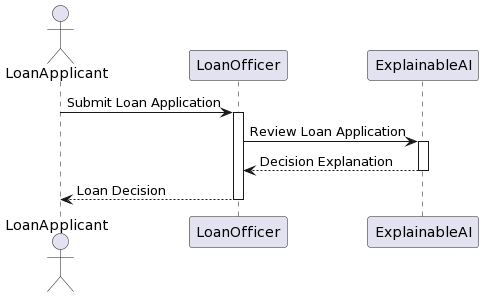 LoanApplicant
LoanOfficer
ExplainableAI
Submit Loan Application
Review Loan Application
Decision Explanation
Loan Decision
LoanApplicant
LoanOfficer
ExplainableAI